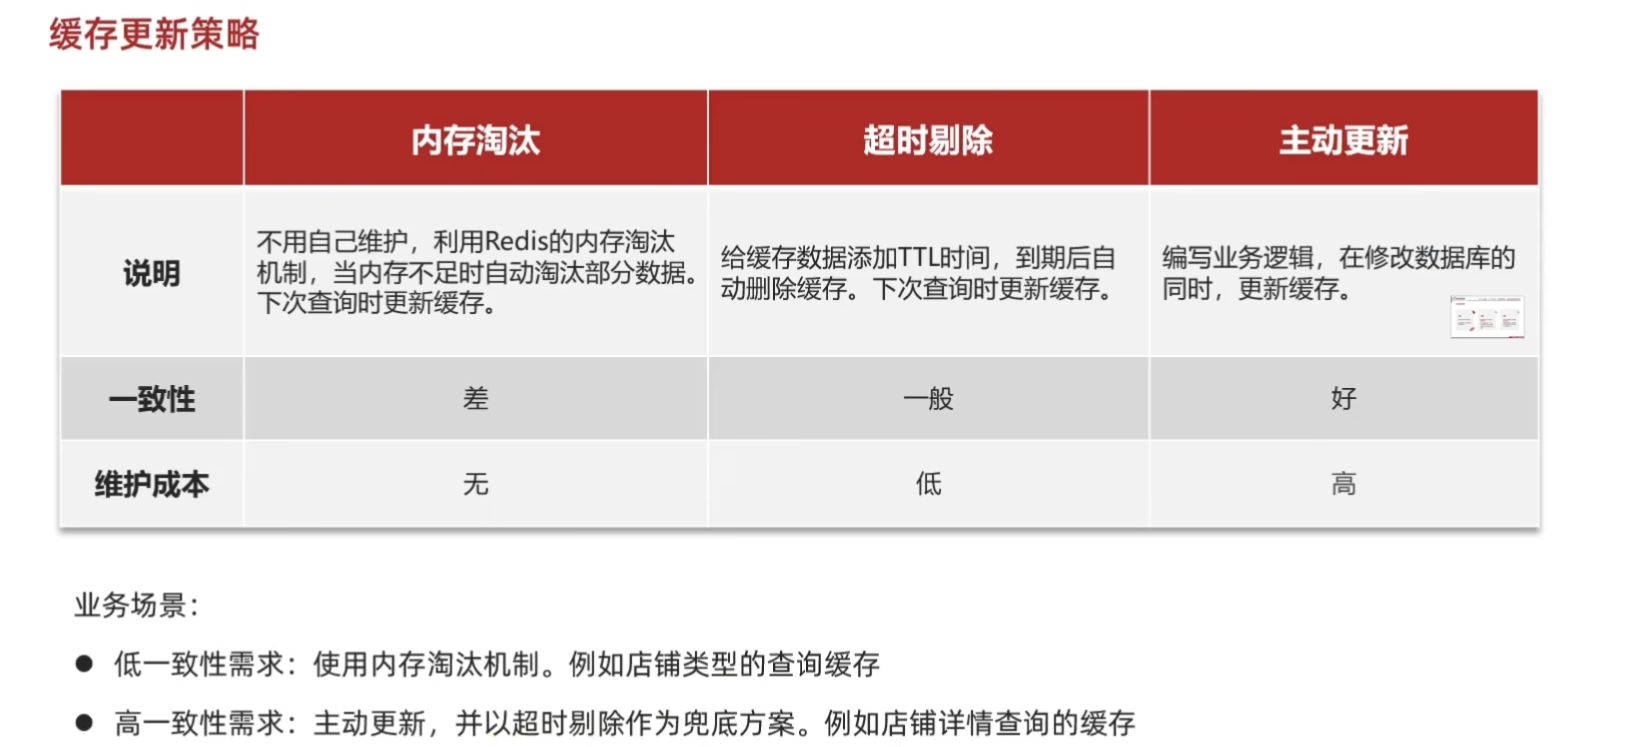 缓存更新策略
内存淘汰 超时剔除 主动更新
说明
不用自己维护，利用Redis的内存淘汰
机制，当内存不足时自动淘汰部分数据。
下次查询时更新缓存。
给缓存数据添加TTL时间，到期后自
动删除缓存。下次查询时更新缓存。
编写业务逻辑，在修改数据库的
同时，更新缓存。
一致性 差 一般 好
维护成本 无 低 高
业务场景：
● 低一致性需求：使用内存淘汰机制。例如店铺类型的查询缓存
● 高一致性需求：主动更新，并以超时剔除作为兜底方案。例如店铺详情查询的缓存